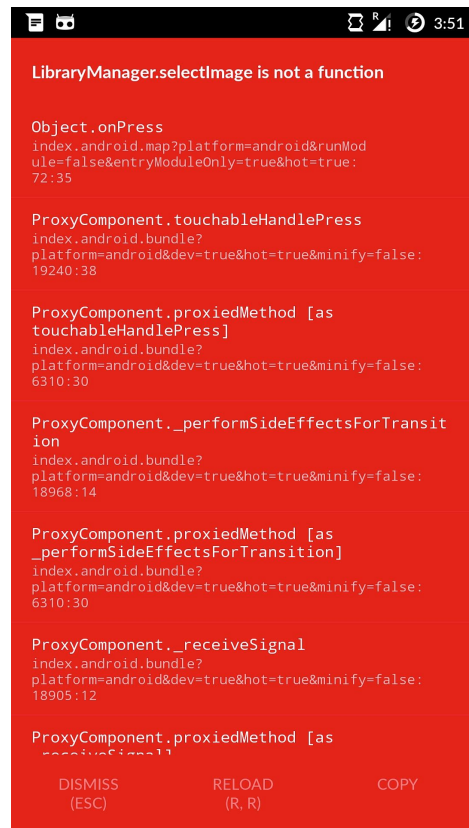 R
3:51
LibraryManager.selectImage is not a function
Object.onPress
index.android.map?platform=android&runMod
ule=false&entryModuleOnly=true&hot=true:
72:35
ProxyComponent.touchableHandlePress
index.android.bundle?
platform=android&dev=true&hot=true&minify=false:
19240:38
ProxyComponent.proxiedMethod [as
touchableHandlePress]
index.android.bundle?
platform=android&dev=true&hot=true&minify=false:
6310:30
ProxyComponent._performSideEffectsForTransit
ion
index.android.bundle?
platform=android&dev=true&hot=true&minify=false:
18968:14
ProxyComponent.proxiedMethod [as
_performSideEffectsForTransition]
index.android.bundle?
platform=android&dev=true&hot=true&minify=false:
6310:30
ProxyComponent._receiveSignal
index.android.bundle?
platform=android&dev=true&hot=true&minify=false:
18905:12
ProxyComponent.proxiedMethod [as
_receiveSignal]
DISMISS
(ESC)
RELOAD
(R, R)
COPY